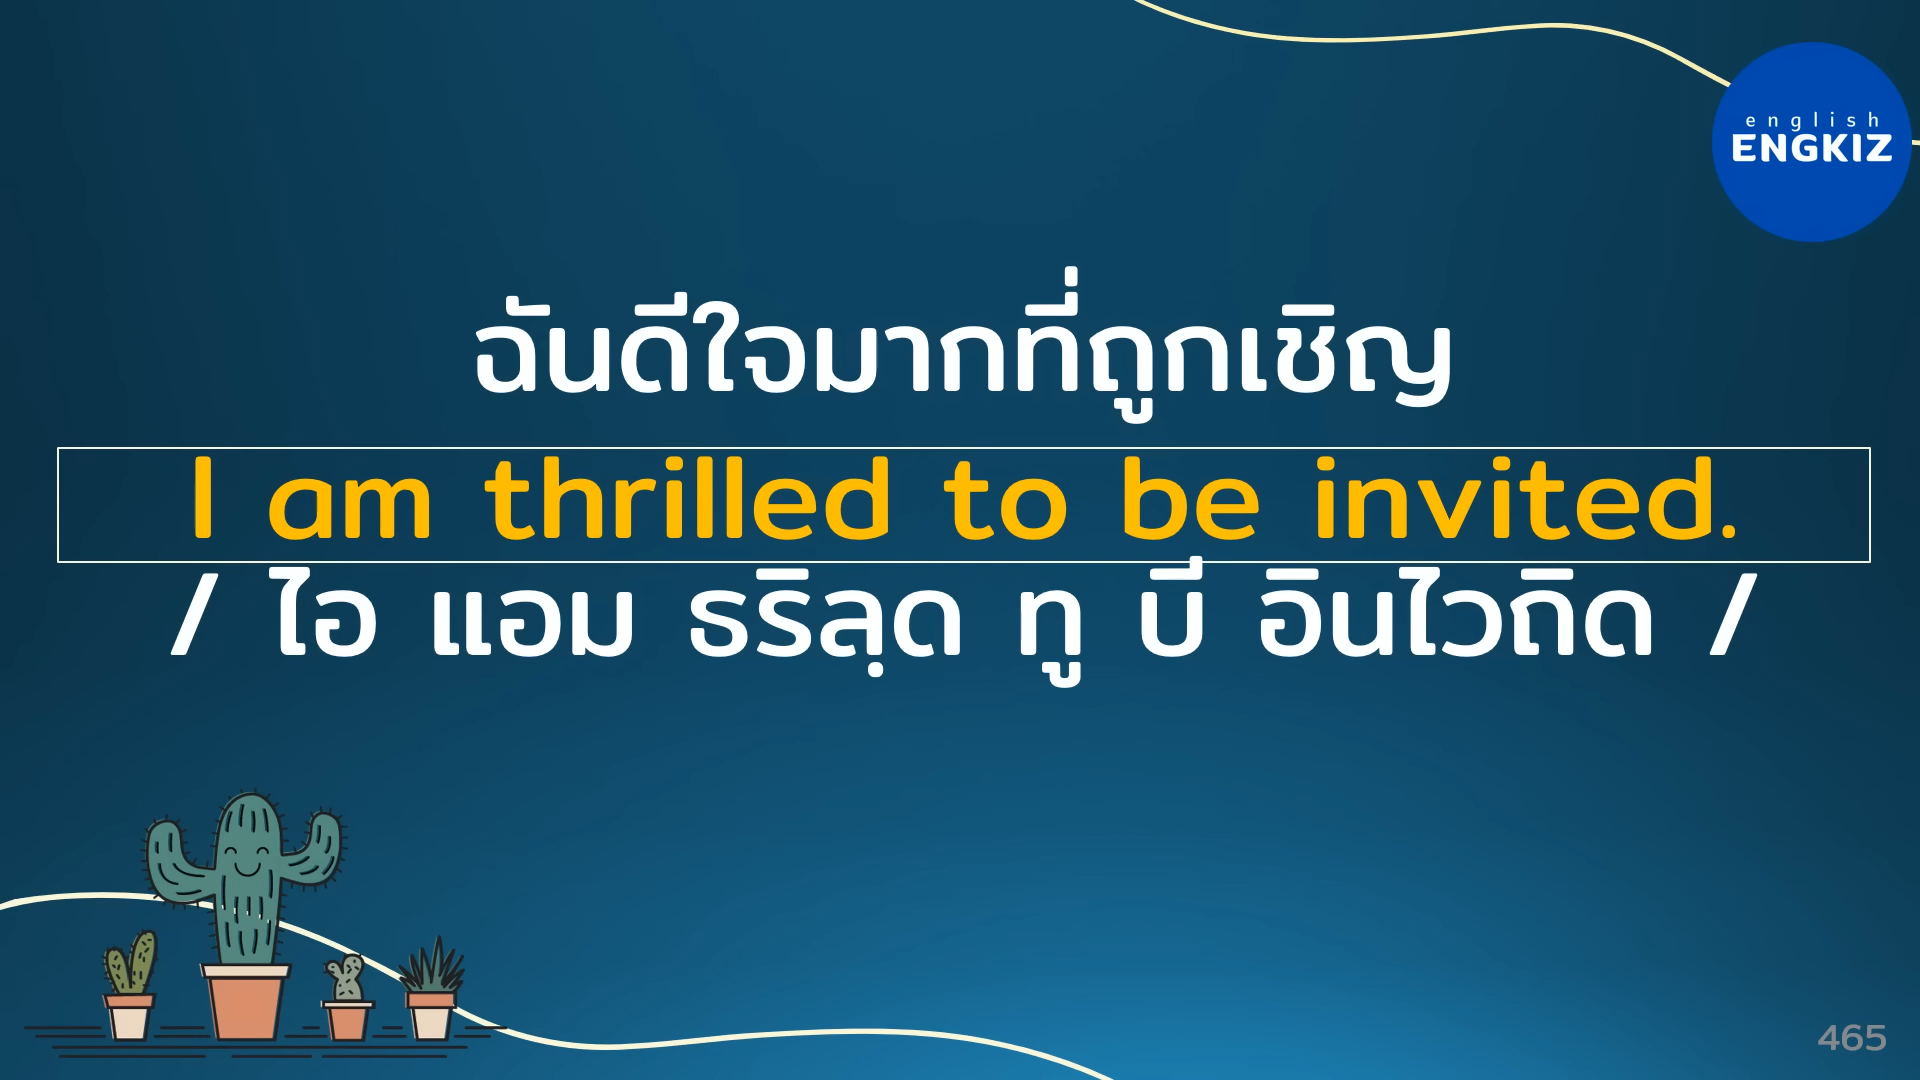 english
ENGKIZ
ฉันดีใจมากที่ถูกเชิญ
I am thrilled to be invited.
/ ไอ แอม ธริลฺด ทู บี อินไวถิด /
465